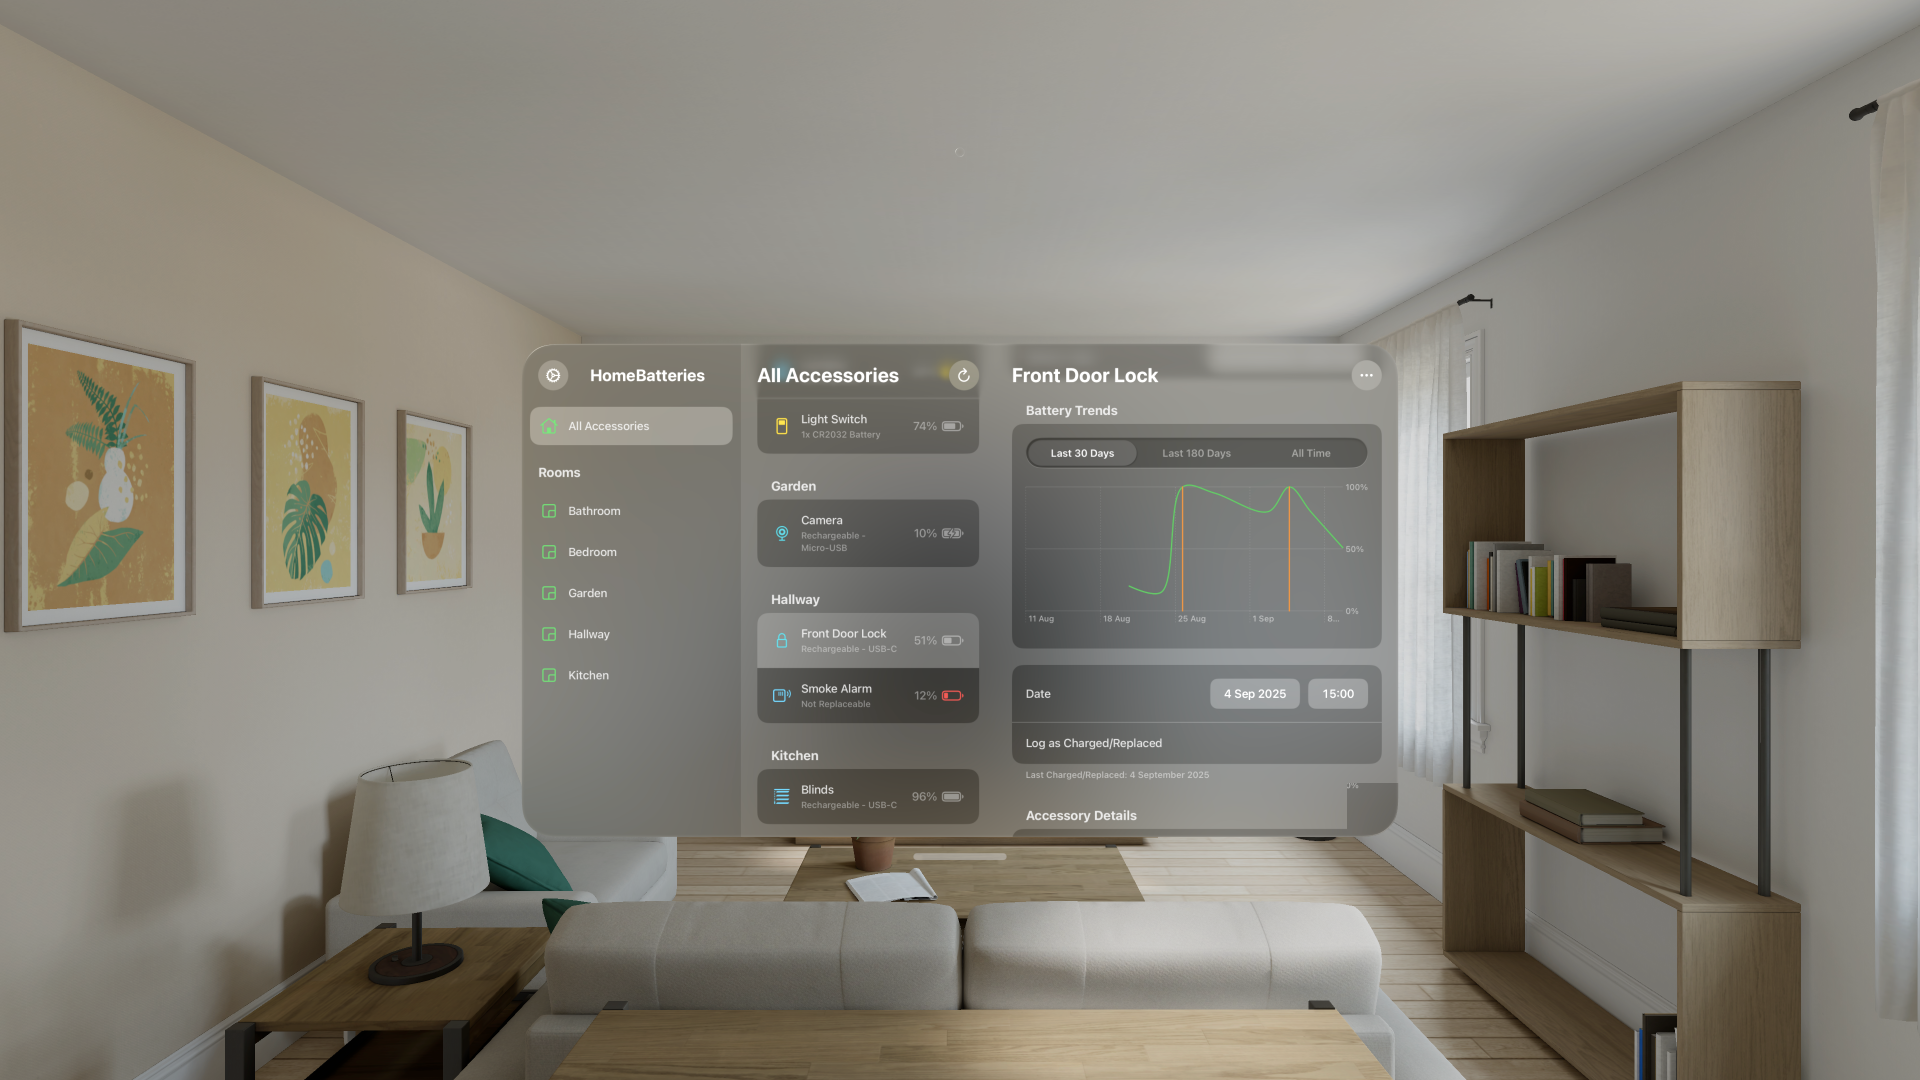 HomeBatteries
All Accessories
Rooms
Bathroom
Bedroom
Garden
Hallway
Kitchen
All Accessories
Light Switch
1x CR2032 Battery
74%
Garden
Camera
Rechargeable -
Micro-USB
10%
Hallway
Front Door Lock
Rechargeable - USB-C
51%
Smoke Alarm
Not Replaceable
12%
Kitchen
Blinds
Rechargeable - USB-C
96%
Front Door Lock
Battery Trends
Last 30 Days
Last 180 Days
All Time
100%
50%
0%
11 Aug
18 Aug
25 Aug
1 Sep
8...
Date
4 Sep 2025
15:00
Log as Charged/Replaced
Last Charged/Replaced: 4 September 2025
Accessory Details